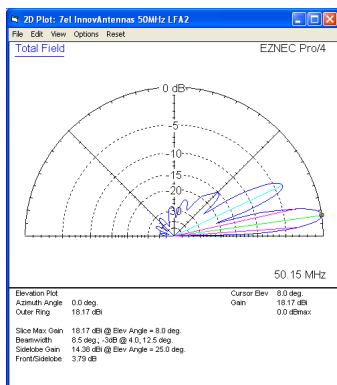 2D Plot: 7el InnovAntennas 50MHz LFA2
File Edit View Options Reset
Total Field EZNEC Pro/4
0 dB
-5
-10
-15
-20
-30
50.15 MHz
Elevation Plot Cursor Elev 8.0 deg.
Azimuth Angle 0.0 deg. Gain 18.17 dBi
Outer Ring 18.17 dBi 0.0 dBmax
Slice Max Gain 18.17 dBi @ Elev Angle = 8.0 deg.
Beamwidth 8.5 deg.; -3dB @ 4.0, 12.5 deg.
Sidelobe Gain 14.38 dBi @ Elev Angle = 25.0 deg.
Front/Sidelobe 3.79 dB